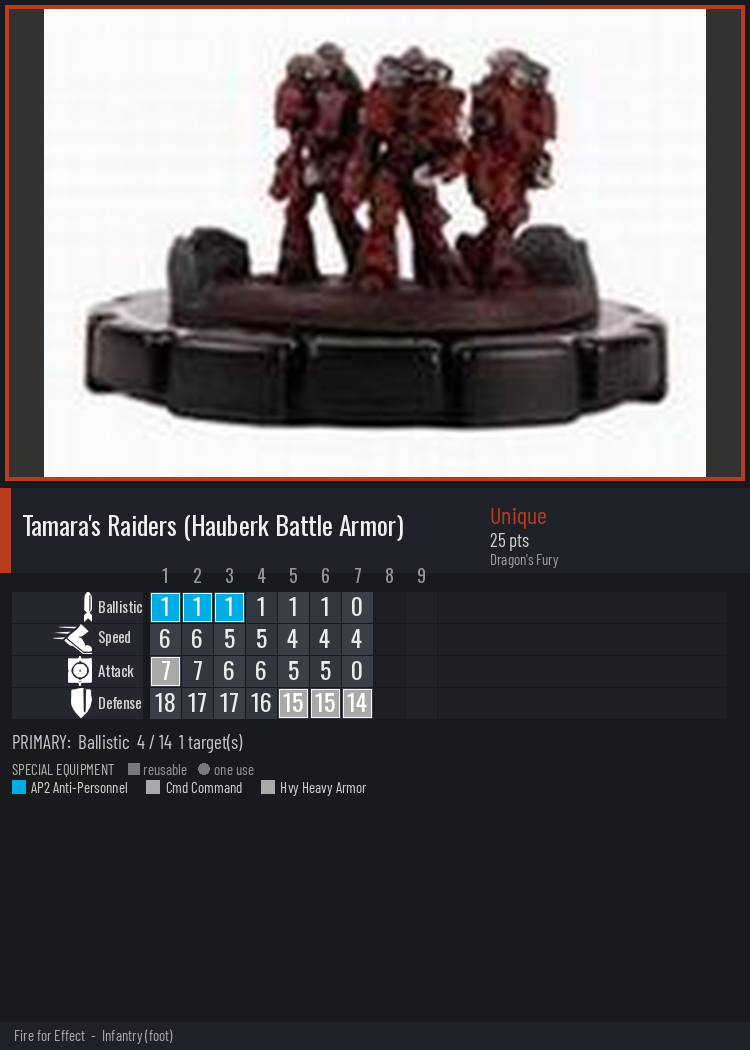 Tamara's Raiders (Hauberk Battle Armor)
Unique
25 pts
Dragon's Fury
1 2 3 4 5 6 7 8 9
Ballistic 1 1 1 1 1 1 0
Speed 6 6 5 5 4 4 4
Attack 7 7 6 6 5 5 0
Defense 18 17 17 16 15 15 14
PRIMARY: Ballistic 4 / 14 1 target(s)
SPECIAL EQUIPMENT reusable one use
AP2 Anti-Personnel Cmd Command Hvy Heavy Armor
Fire for Effect - Infantry (foot)